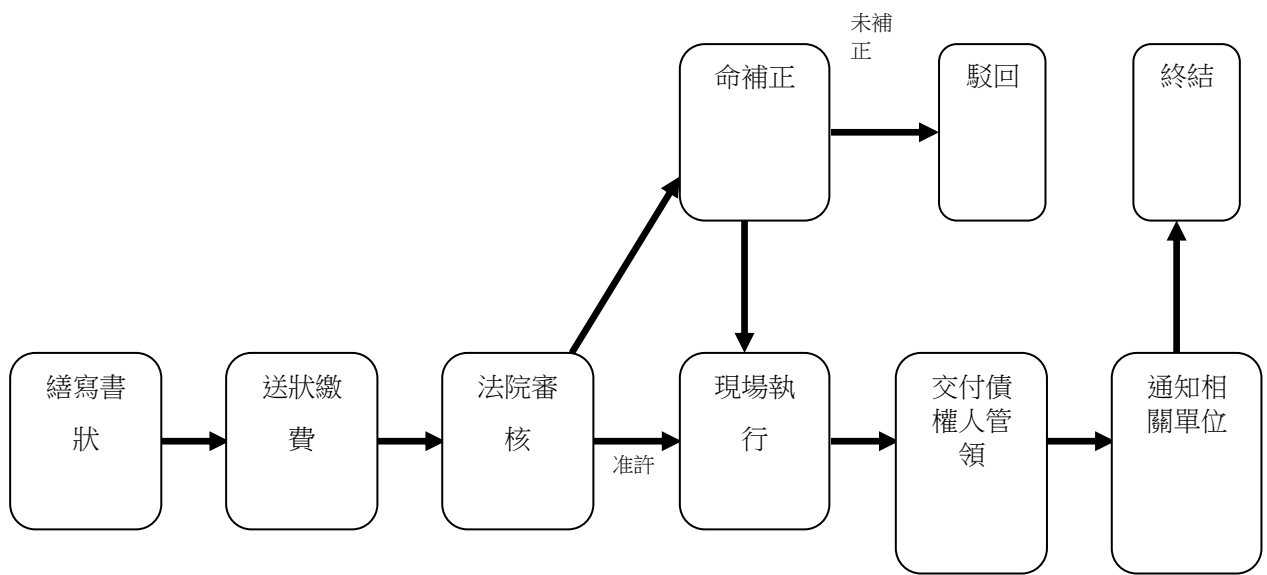 未補
正
命補正
駁回
終結
繕寫書
狀
送狀繳
費
法院審
核
准許
現場執
行
交付債
權人管
領
通知相
關單位